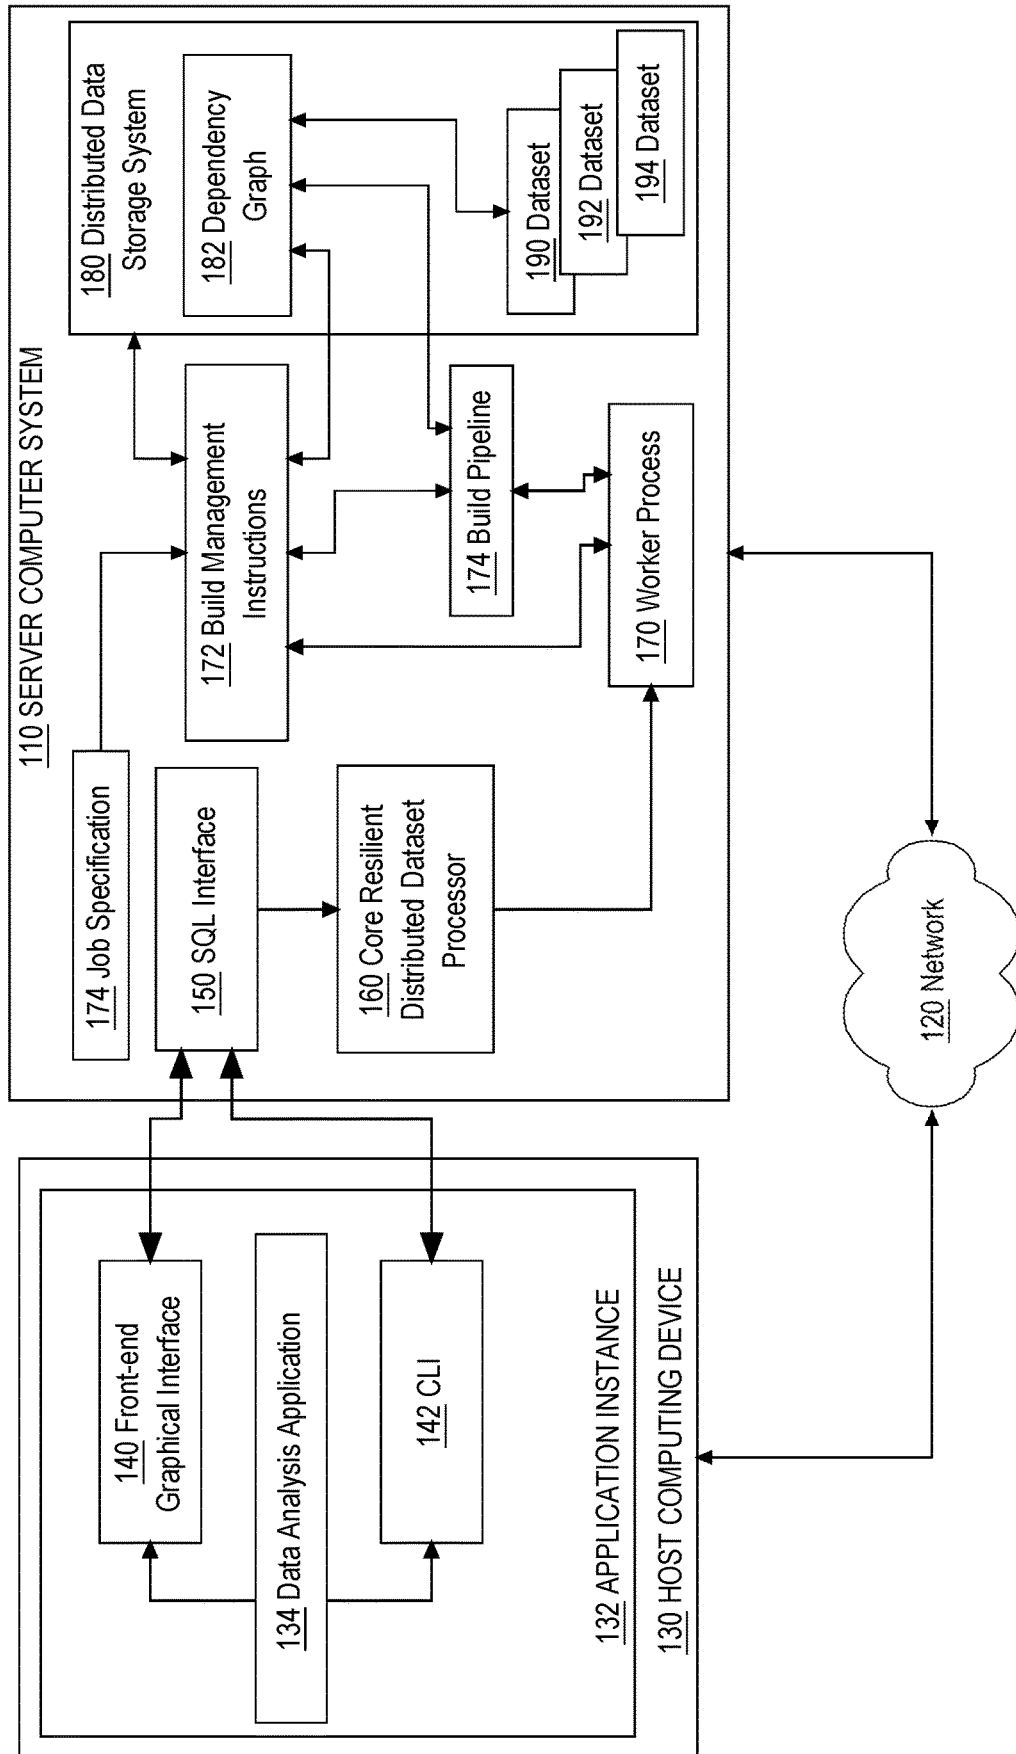 110 SERVER COMPUTER SYSTEM
174 Job Specification
150 SQL Interface
160 Core Resilient
Distributed Dataset
Processor
172 Build Management
Instructions
174 Build Pipeline
170 Worker Process
180 Distributed Data
Storage System
182 Dependency
Graph
190 Dataset
192 Dataset
194 Dataset
140 Front-end
Graphical Interface
134 Data Analysis Application
142 CLI
132 APPLICATION INSTANCE
130 HOST COMPUTING DEVICE
120 Network